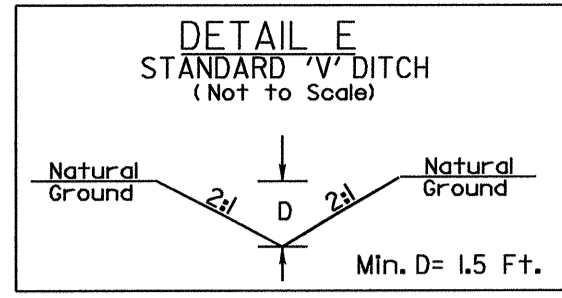 DETAIL E
STANDARD 'V' DITCH
(Not to Scale)
Natural
Ground
2:1
D
2:1
Natural
Ground
Min. D= 1.5 Ft.